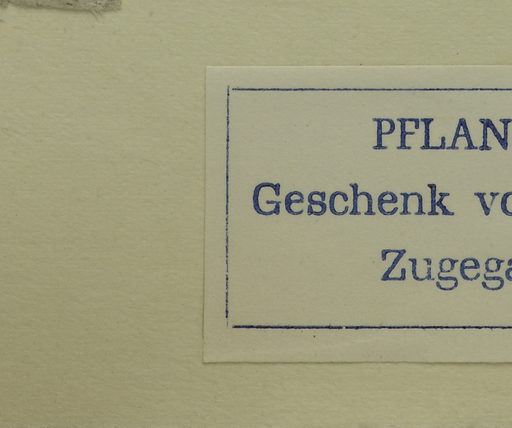 PFLAN
Geschenk vo
Zugega